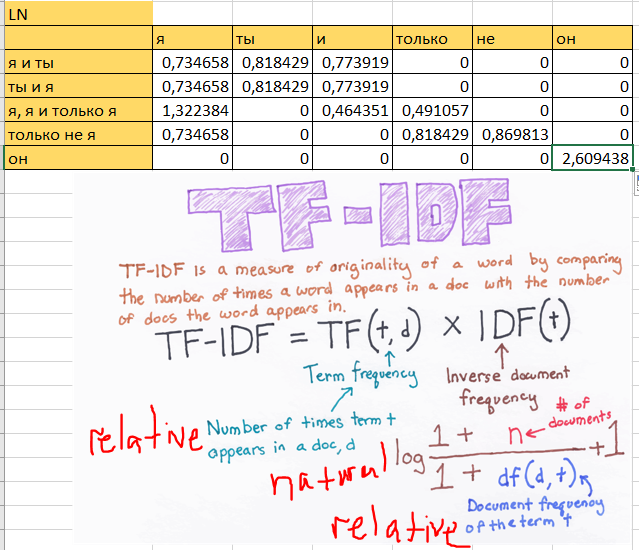 LN
я ты и только не он
я и ты 0,734658 0,818429 0,773919 0 0 0
ты и я 0,734658 0,818429 0,773919 0 0 0
я, я и только я 1,322384 0 0,464351 0,491057 0 0
только не я 0,734658 0 0 0,818429 0,869813 0
он 0 0 0 0 0 2,609438
TF-IDF
TF-IDF is a measure of originality of a word by comparing
the number of times a word appears in a doc with the number
of docs the word appears in.
TF-IDF = TF(t, d) × IDF(t)
Term frequency
Inverse document
frequency
relative
Number of times term t
appears in a doc, d
natural
log 1 + n / 1 + df(d, t) + 1
# of
documents
relative
Document frequency
of the term t